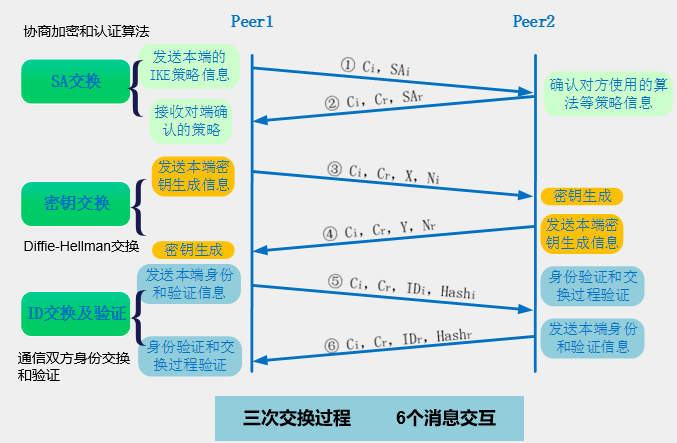 Peer1
Peer2
协商加密和认证算法
SA交换
发送本端的
IKE策略信息
① Ci, SAi
确认对方使用的算
法等策略信息
② Ci, Cr, SAr
接收对端确
认的策略
密钥交换
发送本端密
钥生成信息
③ Ci, Cr, X, Ni
密钥生成
④ Ci, Cr, Y, Nr
发送本端密
钥生成信息
Diffie-Hellman交换
密钥生成
ID交换及验证
发送本端身份
和验证信息
⑤ Ci, Cr, IDi, Hashi
身份验证和交
换过程验证
⑥ Ci, Cr, IDr, Hashr
发送本端身份
和验证信息
身份验证和交
换过程验证
通信双方身份交换
和验证
三次交换过程 6个消息交互